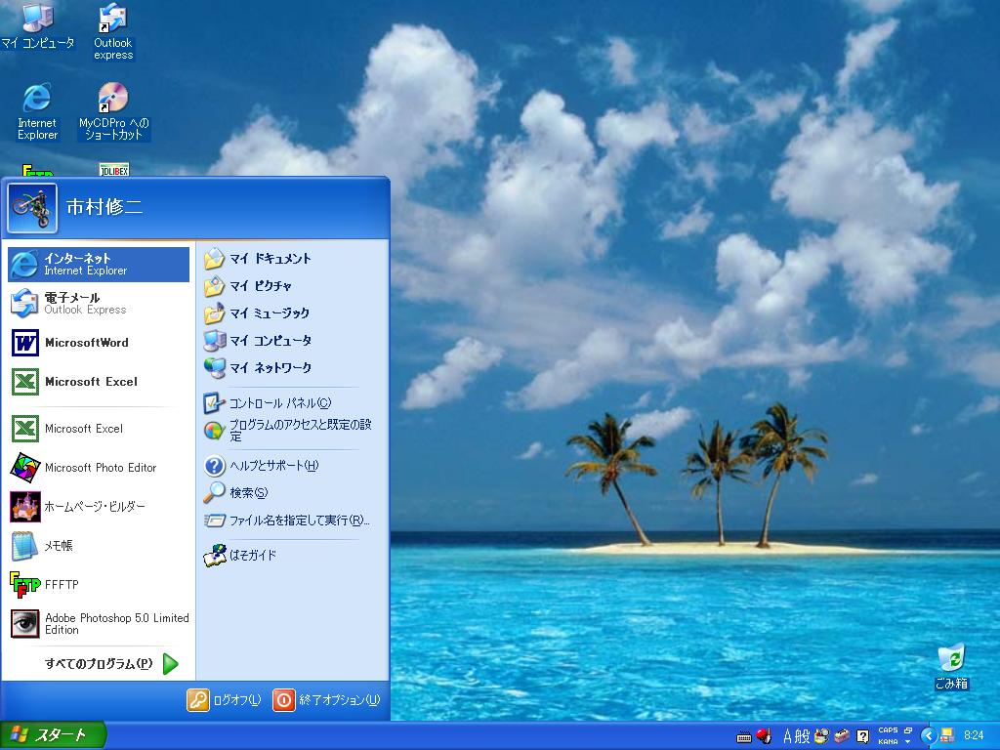 マイ コンピュータ
Outlook
express
Internet
Explorer
MyCDPro への
ショートカット
JDLIBEX
市村修二
インターネット
Internet Explorer
電子メール
Outlook Express
MicrosoftWord
Microsoft Excel
Microsoft Excel
Microsoft Photo Editor
ホームページ・ビルダー
メモ帳
FFFTP
Adobe Photoshop 5.0 Limited
Edition
すべてのプログラム(P)
マイ ドキュメント
マイ ピクチャ
マイ ミュージック
マイ コンピュータ
マイ ネットワーク
コントロール パネル(C)
プログラムのアクセスと既定の設
定
ヘルプとサポート(H)
検索(S)
ファイル名を指定して実行(R)...
ぱそガイド
ログオフ(L)
終了オプション(U)
ごみ箱
スタート
A 般
CAPS
KANA
8:24